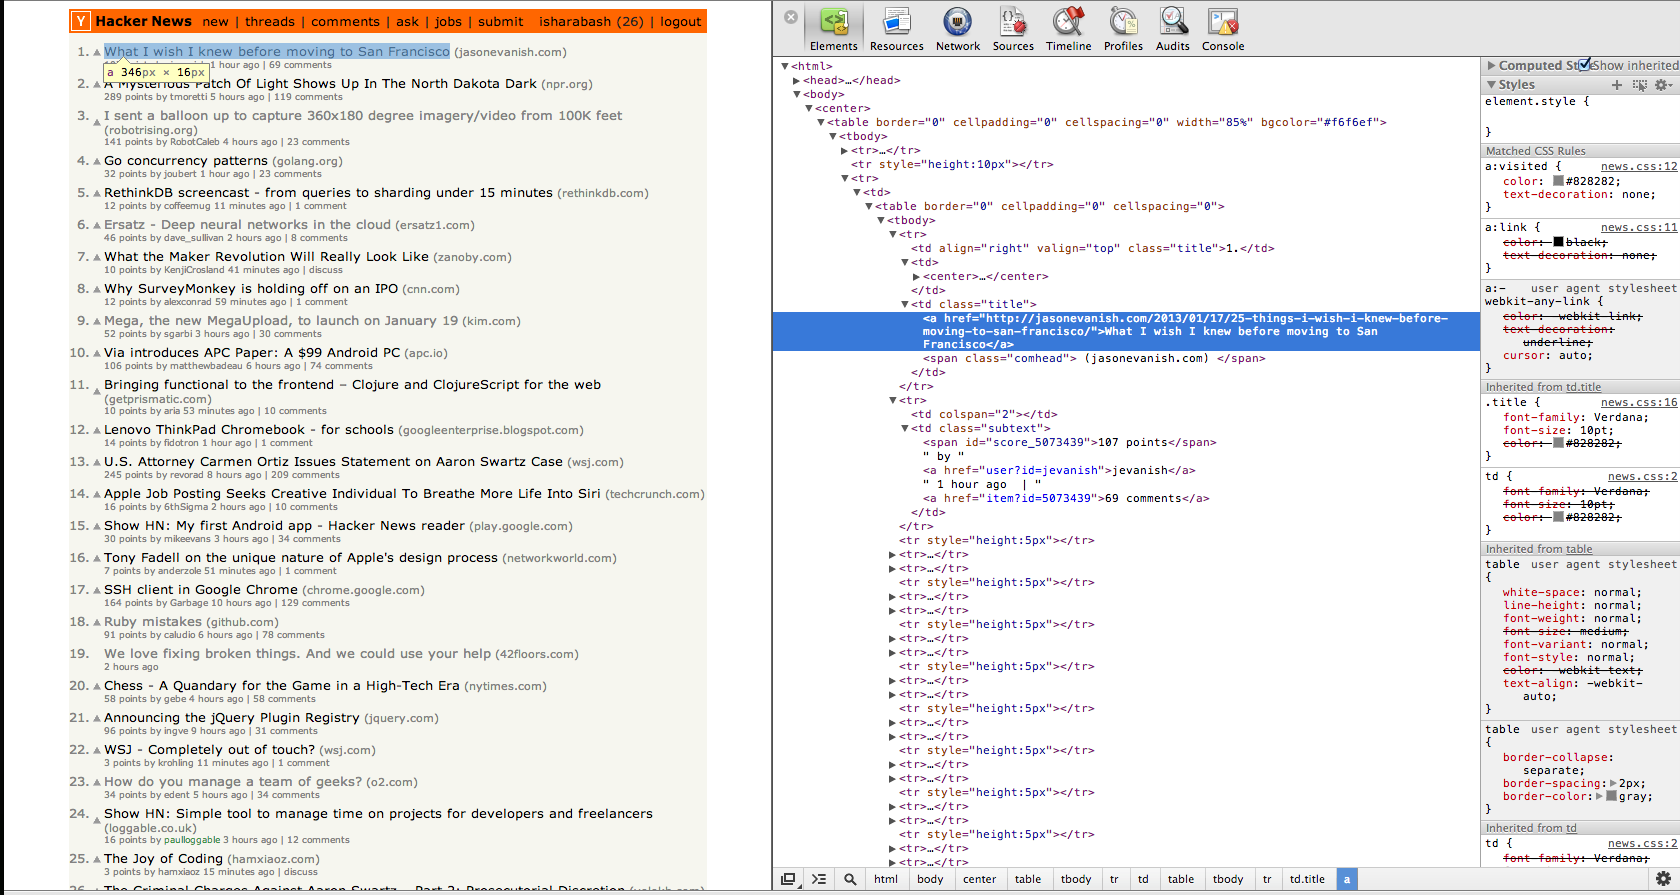 Y Hacker News new | threads | comments | ask | jobs | submit isharabash (26) | logout
1. What I wish I knew before moving to San Francisco (jasonevanish.com)
1 hour ago | 69 comments
a 346px × 16px
2. A Mysterious Patch Of Light Shows Up In The North Dakota Dark (npr.org)
289 points by tmoretti 5 hours ago | 119 comments
3. I sent a balloon up to capture 360x180 degree imagery/video from 100K feet
(robotrising.org)
141 points by RobotCaleb 4 hours ago | 23 comments
4. Go concurrency patterns (golang.org)
32 points by joubert 1 hour ago | 23 comments
5. RethinkDB screencast - from queries to sharding under 15 minutes (rethinkdb.com)
12 points by coffeemug 11 minutes ago | 1 comment
6. Ersatz - Deep neural networks in the cloud (ersatz1.com)
46 points by dave_sullivan 2 hours ago | 8 comments
7. What the Maker Revolution Will Really Look Like (zanoby.com)
10 points by KenjiCrosland 41 minutes ago | discuss
8. Why SurveyMonkey is holding off on an IPO (cnn.com)
12 points by alexconrad 59 minutes ago | 1 comment
9. Mega, the new MegaUpload, to launch on January 19 (kim.com)
52 points by sgarbi 3 hours ago | 30 comments
10. Via introduces APC Paper: A $99 Android PC (apc.io)
106 points by matthewbadeau 6 hours ago | 74 comments
11. Bringing functional to the frontend – Clojure and ClojureScript for the web
(getprismatic.com)
10 points by aria 53 minutes ago | 10 comments
12. Lenovo ThinkPad Chromebook - for schools (googleenterprise.blogspot.com)
14 points by fidotron 1 hour ago | 1 comment
13. U.S. Attorney Carmen Ortiz Issues Statement on Aaron Swartz Case (wsj.com)
245 points by revorad 8 hours ago | 209 comments
14. Apple Job Posting Seeks Creative Individual To Breathe More Life Into Siri (techcrunch.com)
16 points by 6thSigma 2 hours ago | 10 comments
15. Show HN: My first Android app - Hacker News reader (play.google.com)
30 points by mikeevans 3 hours ago | 34 comments
16. Tony Fadell on the unique nature of Apple's design process (networkworld.com)
7 points by anderzole 51 minutes ago | 1 comment
17. SSH client in Google Chrome (chrome.google.com)
164 points by Garbage 10 hours ago | 129 comments
18. Ruby mistakes (github.com)
91 points by caludio 6 hours ago | 78 comments
19. We love fixing broken things. And we could use your help (42floors.com)
2 hours ago
20. Chess - A Quandary for the Game in a High-Tech Era (nytimes.com)
58 points by gebe 4 hours ago | 58 comments
21. Announcing the jQuery Plugin Registry (jquery.com)
96 points by ingve 9 hours ago | 31 comments
22. WSJ - Completely out of touch? (wsj.com)
3 points by krohling 11 minutes ago | 1 comment
23. How do you manage a team of geeks? (o2.com)
34 points by edent 5 hours ago | 34 comments
24. Show HN: Simple tool to manage time on projects for developers and freelancers
(loggable.co.uk)
16 points by paulloggable 3 hours ago | 12 comments
25. The Joy of Coding (hamxiaoz.com)
3 points by hamxiaoz 15 minutes ago | discuss
Elements Resources Network Sources Timeline Profiles Audits Console
▼<html>
▶<head>…</head>
▼<body>
▼<center>
▼<table border="0" cellpadding="0" cellspacing="0" width="85%" bgcolor="#f6f6ef">
▼<tbody>
▶<tr>…</tr>
<tr style="height:10px"></tr>
▼<tr>
▼<td>
▼<table border="0" cellpadding="0" cellspacing="0">
▼<tbody>
▼<tr>
<td align="right" valign="top" class="title">1.</td>
▼<td>
▶<center>…</center>
</td>
▼<td class="title">
<a href="http://jasonevanish.com/2013/01/17/25-things-i-wish-i-knew-before-
moving-to-san-francisco/">What I wish I knew before moving to San
Francisco</a>
<span class="comhead"> (jasonevanish.com) </span>
</td>
</tr>
▼<tr>
<td colspan="2"></td>
▼<td class="subtext">
<span id="score_5073439">107 points</span>
" by "
<a href="user?id=jevanish">jevanish</a>
" 1 hour ago  | "
<a href="item?id=5073439">69 comments</a>
</td>
</tr>
<tr style="height:5px"></tr>
▶<tr>…</tr>
▶<tr>…</tr>
<tr style="height:5px"></tr>
▶<tr>…</tr>
▶<tr>…</tr>
<tr style="height:5px"></tr>
▶<tr>…</tr>
▶<tr>…</tr>
<tr style="height:5px"></tr>
▶<tr>…</tr>
▶<tr>…</tr>
<tr style="height:5px"></tr>
▶<tr>…</tr>
▶<tr>…</tr>
<tr style="height:5px"></tr>
▶<tr>…</tr>
▶<tr>…</tr>
<tr style="height:5px"></tr>
▶<tr>…</tr>
▶<tr>…</tr>
<tr style="height:5px"></tr>
▶<tr>…</tr>
▶<tr>…</tr>
html body center table tbody tr td table tbody tr td.title a
▶ Computed Style Show inherited
▼ Styles
element.style {
}
Matched CSS Rules
a:visited { news.css:12
color: #828282;
text-decoration: none;
}
a:link { news.css:11
color: black;
text-decoration: none;
}
a:- user agent stylesheet
webkit-any-link {
color: -webkit-link;
text-decoration:
underline;
cursor: auto;
}
Inherited from td.title
.title { news.css:16
font-family: Verdana;
font-size: 10pt;
color: #828282;
}
td { news.css:2
font-family: Verdana;
font-size: 10pt;
color: #828282;
}
Inherited from table
table user agent stylesheet
{
white-space: normal;
line-height: normal;
font-weight: normal;
font-size: medium;
font-variant: normal;
font-style: normal;
color: -webkit-text;
text-align: -webkit-
auto;
}
table user agent stylesheet
{
border-collapse:
separate;
border-spacing: 2px;
border-color: gray;
}
Inherited from td
td { news.css:2
font-family: Verdana;